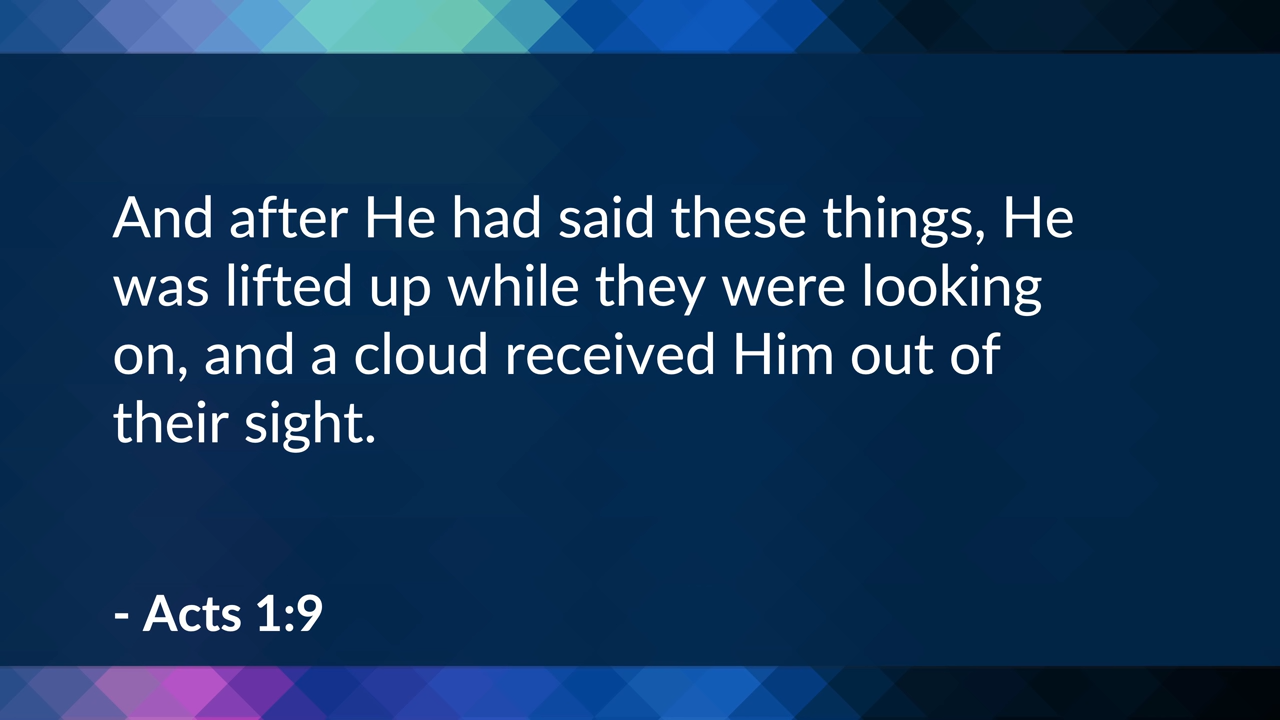 And after He had said these things, He
was lifted up while they were looking
on, and a cloud received Him out of
their sight.
- Acts 1:9